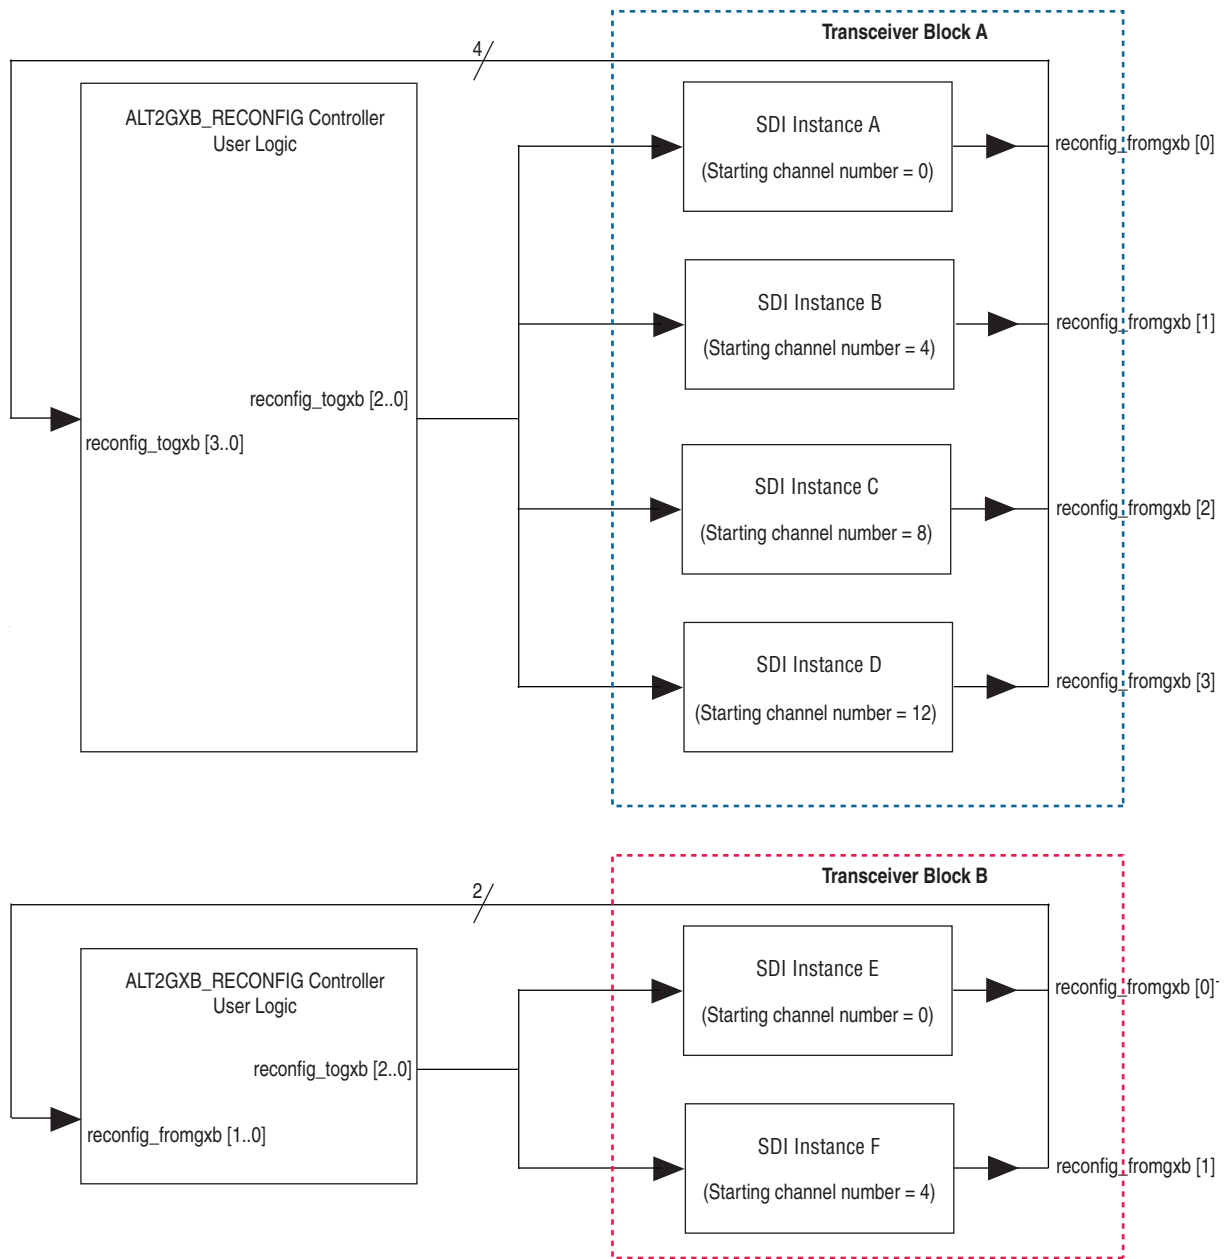 Transceiver Block A
4
ALT2GXB_RECONFIG Controller
User Logic
SDI Instance A
(Starting channel number = 0)
reconfig_fromgxb [0]
SDI Instance B
(Starting channel number = 4)
reconfig_fromgxb [1]
reconfig_togxb [2..0]
reconfig_togxb [3..0]
SDI Instance C
(Starting channel number = 8)
reconfig_fromgxb [2]
SDI Instance D
(Starting channel number = 12)
reconfig_fromgxb [3]
Transceiver Block B
2
ALT2GXB_RECONFIG Controller
User Logic
SDI Instance E
(Starting channel number = 0)
reconfig_fromgxb [0]
reconfig_togxb [2..0]
reconfig_fromgxb [1..0]
SDI Instance F
(Starting channel number = 4)
reconfig_fromgxb [1]